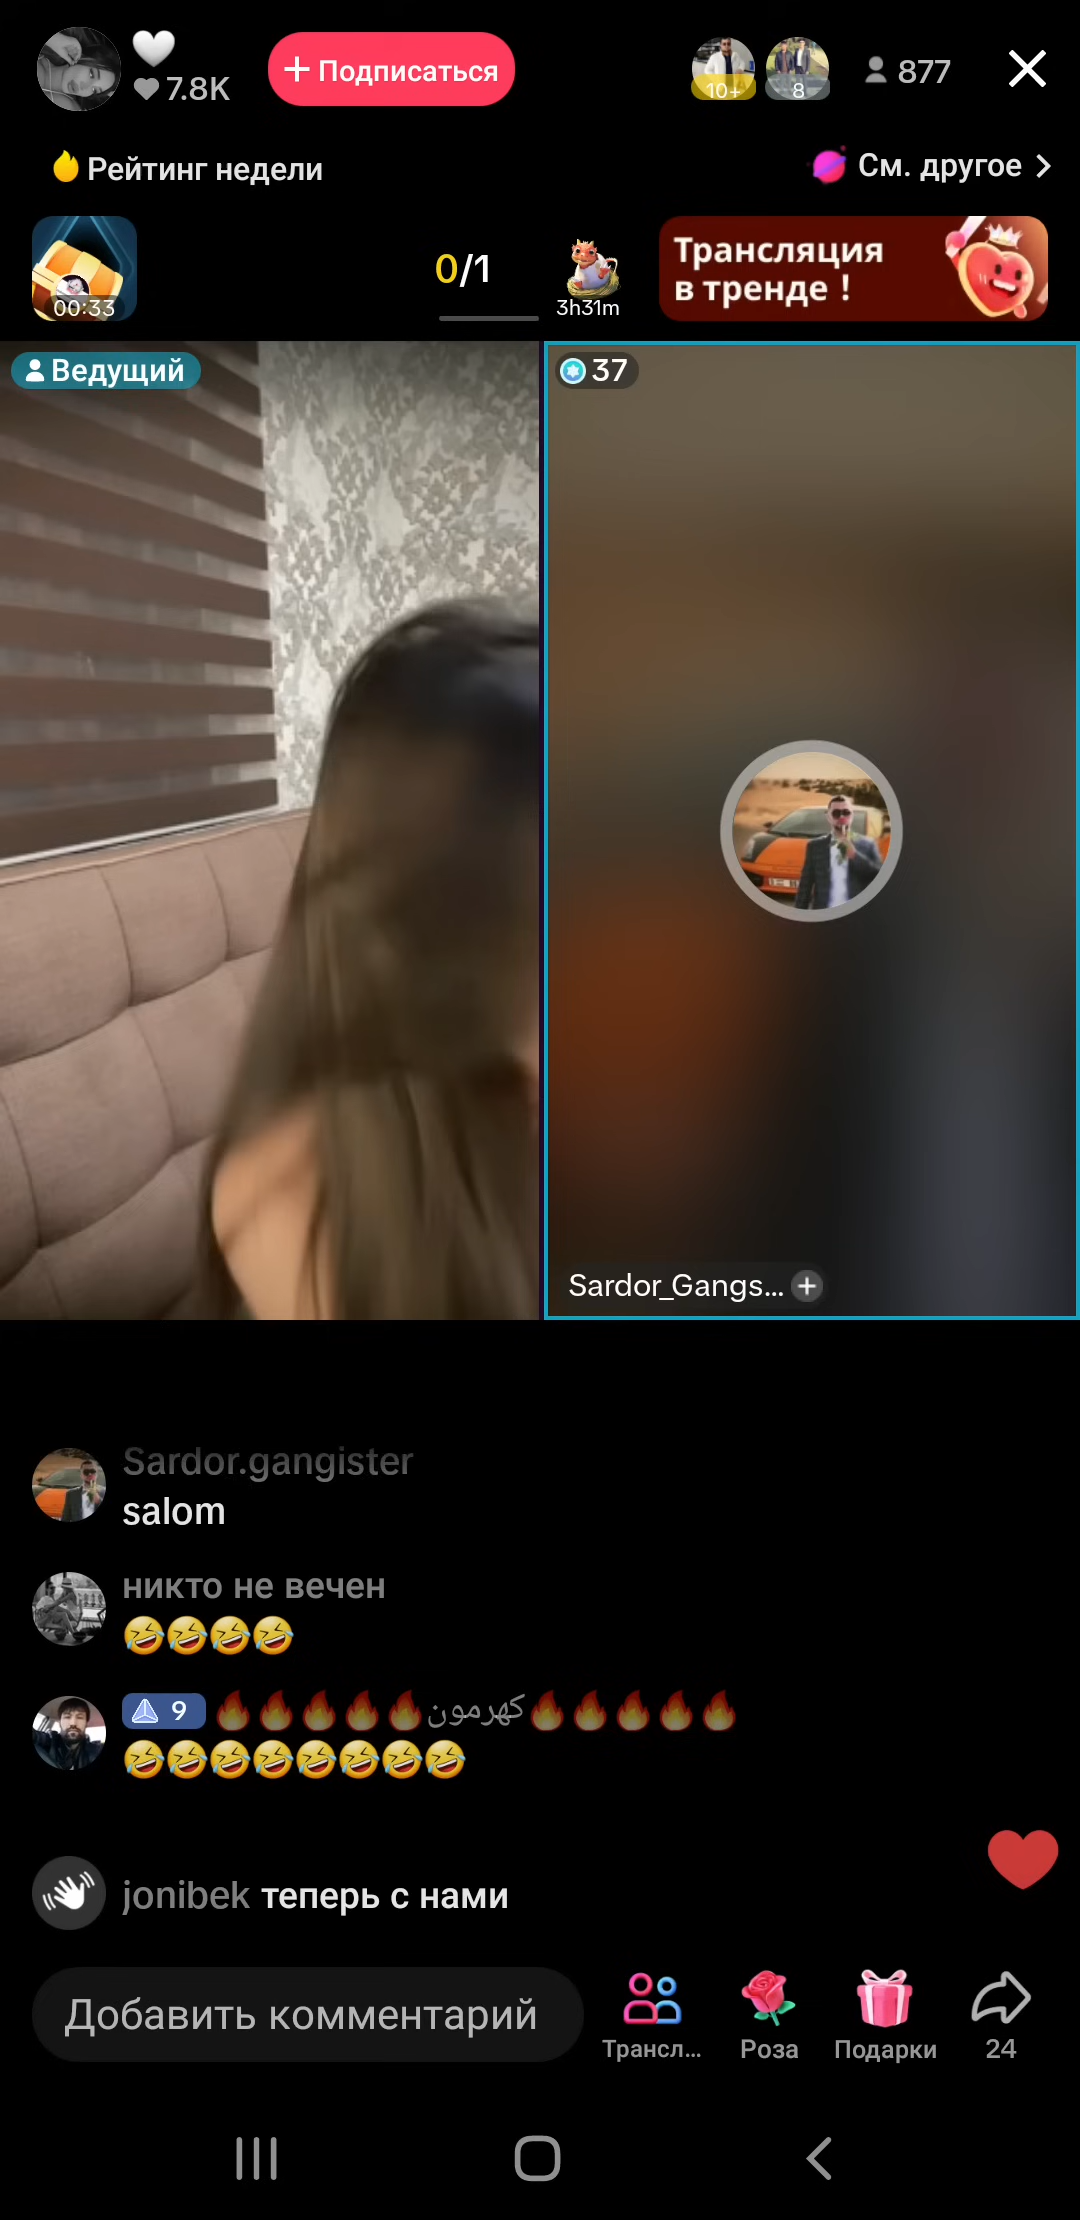 7.8K
+ Подписаться
10+
8
877
Рейтинг недели
См. другое
00:33
0/1
3h31m
Трансляция
в тренде !
Ведущий
37
Sardor_Gangs...
Sardor.gangister
salom
никто не вечен
🤣🤣🤣🤣
9 🔥🔥🔥🔥🔥کهرمون🔥🔥🔥🔥🔥
🤣🤣🤣🤣🤣🤣🤣🤣
jonibek теперь с нами
Добавить комментарий
Трансл...
Роза
Подарки
24